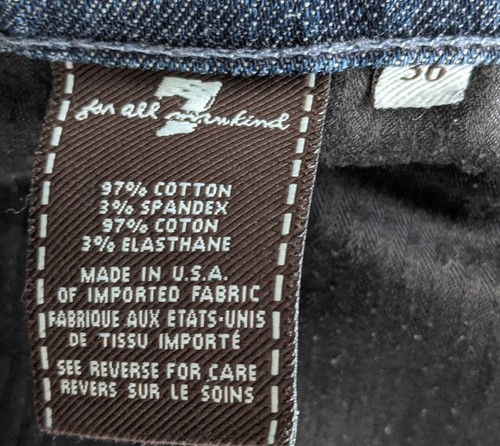 7
for all mankind
36
97% COTTON
3% SPANDEX
97% COTON
3% ELASTHANE
MADE IN U.S.A.
OF IMPORTED FABRIC
FABRIQUE AUX ETATS-UNIS
DE TISSU IMPORTÉ
SEE REVERSE FOR CARE
REVERS SUR LE SOINS